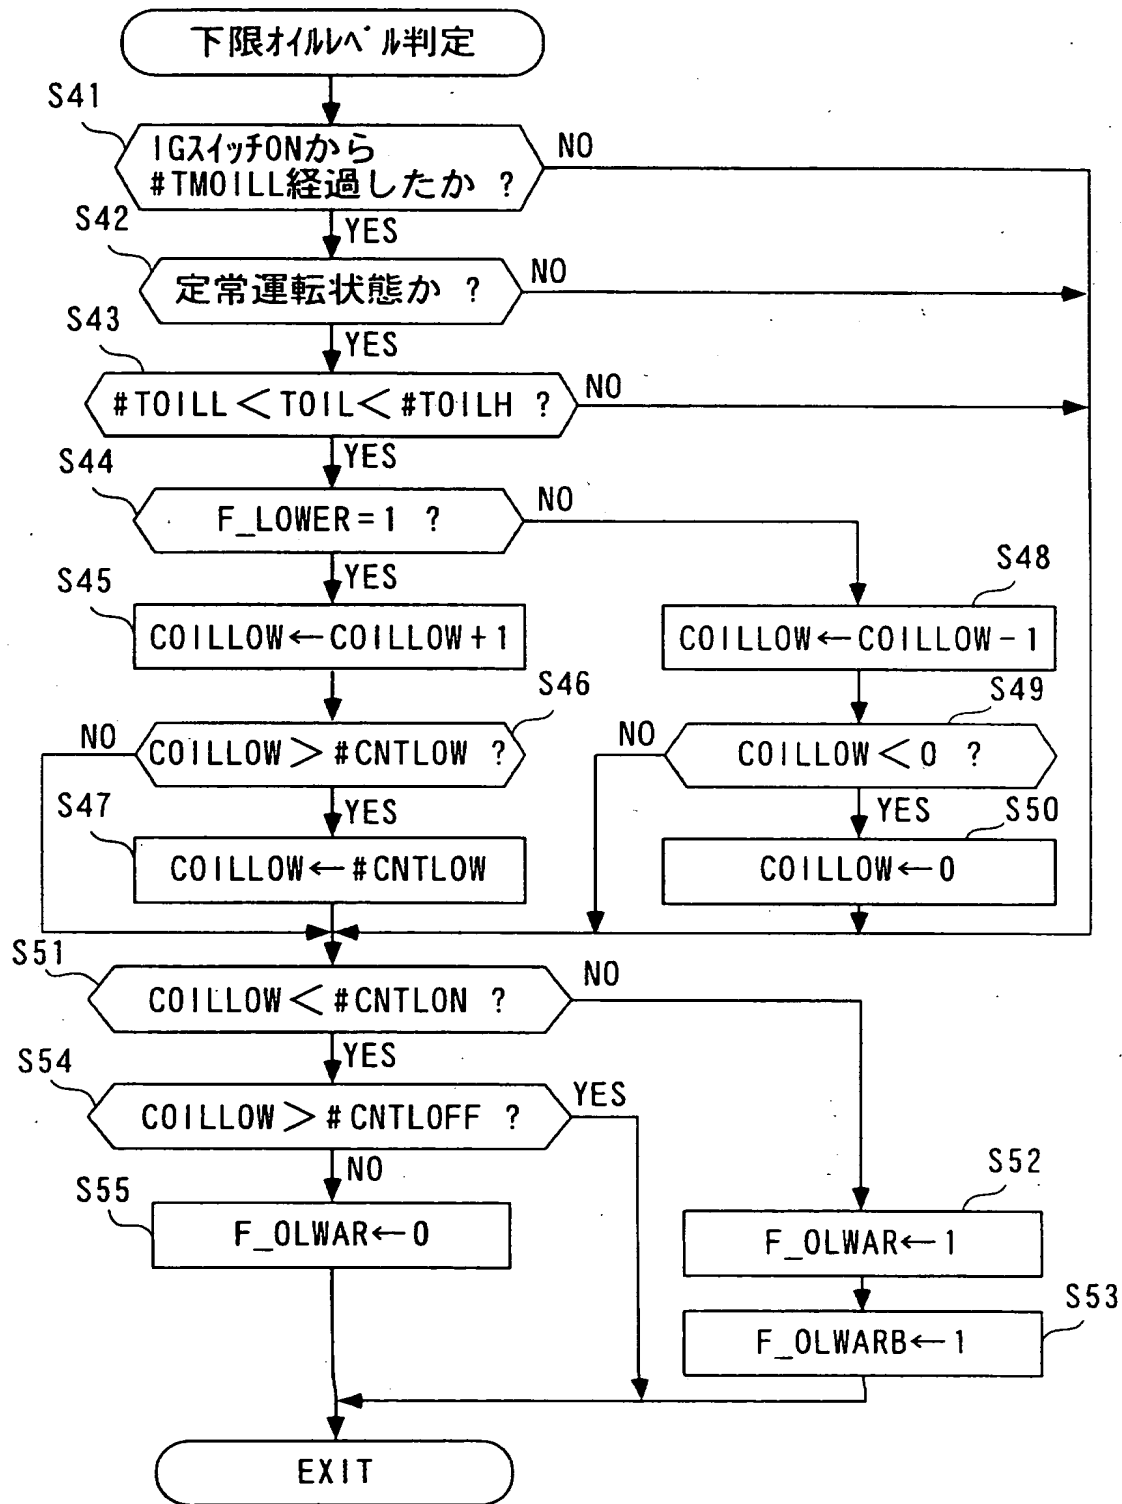 下限オイルレベル判定
S41
IGスイッチONから
#TMOILL経過したか ?
NO
YES
S42
定常運転状態か ?
NO
YES
S43
#TOILL<TOIL<#TOILH ?
NO
YES
S44
F_LOWER=1 ?
NO
YES
S45
COILLOW←COILLOW+1
S48
COILLOW←COILLOW-1
S46
NO
COILLOW>#CNTLOW ?
YES
S49
NO
COILLOW<0 ?
YES
S47
COILLOW←#CNTLOW
S50
COILLOW←0
S51
COILLOW<#CNTLON ?
NO
YES
S54
COILLOW>#CNTLOFF ?
YES
NO
S55
F_OLWAR←0
S52
F_OLWAR←1
S53
F_OLWARB←1
EXIT